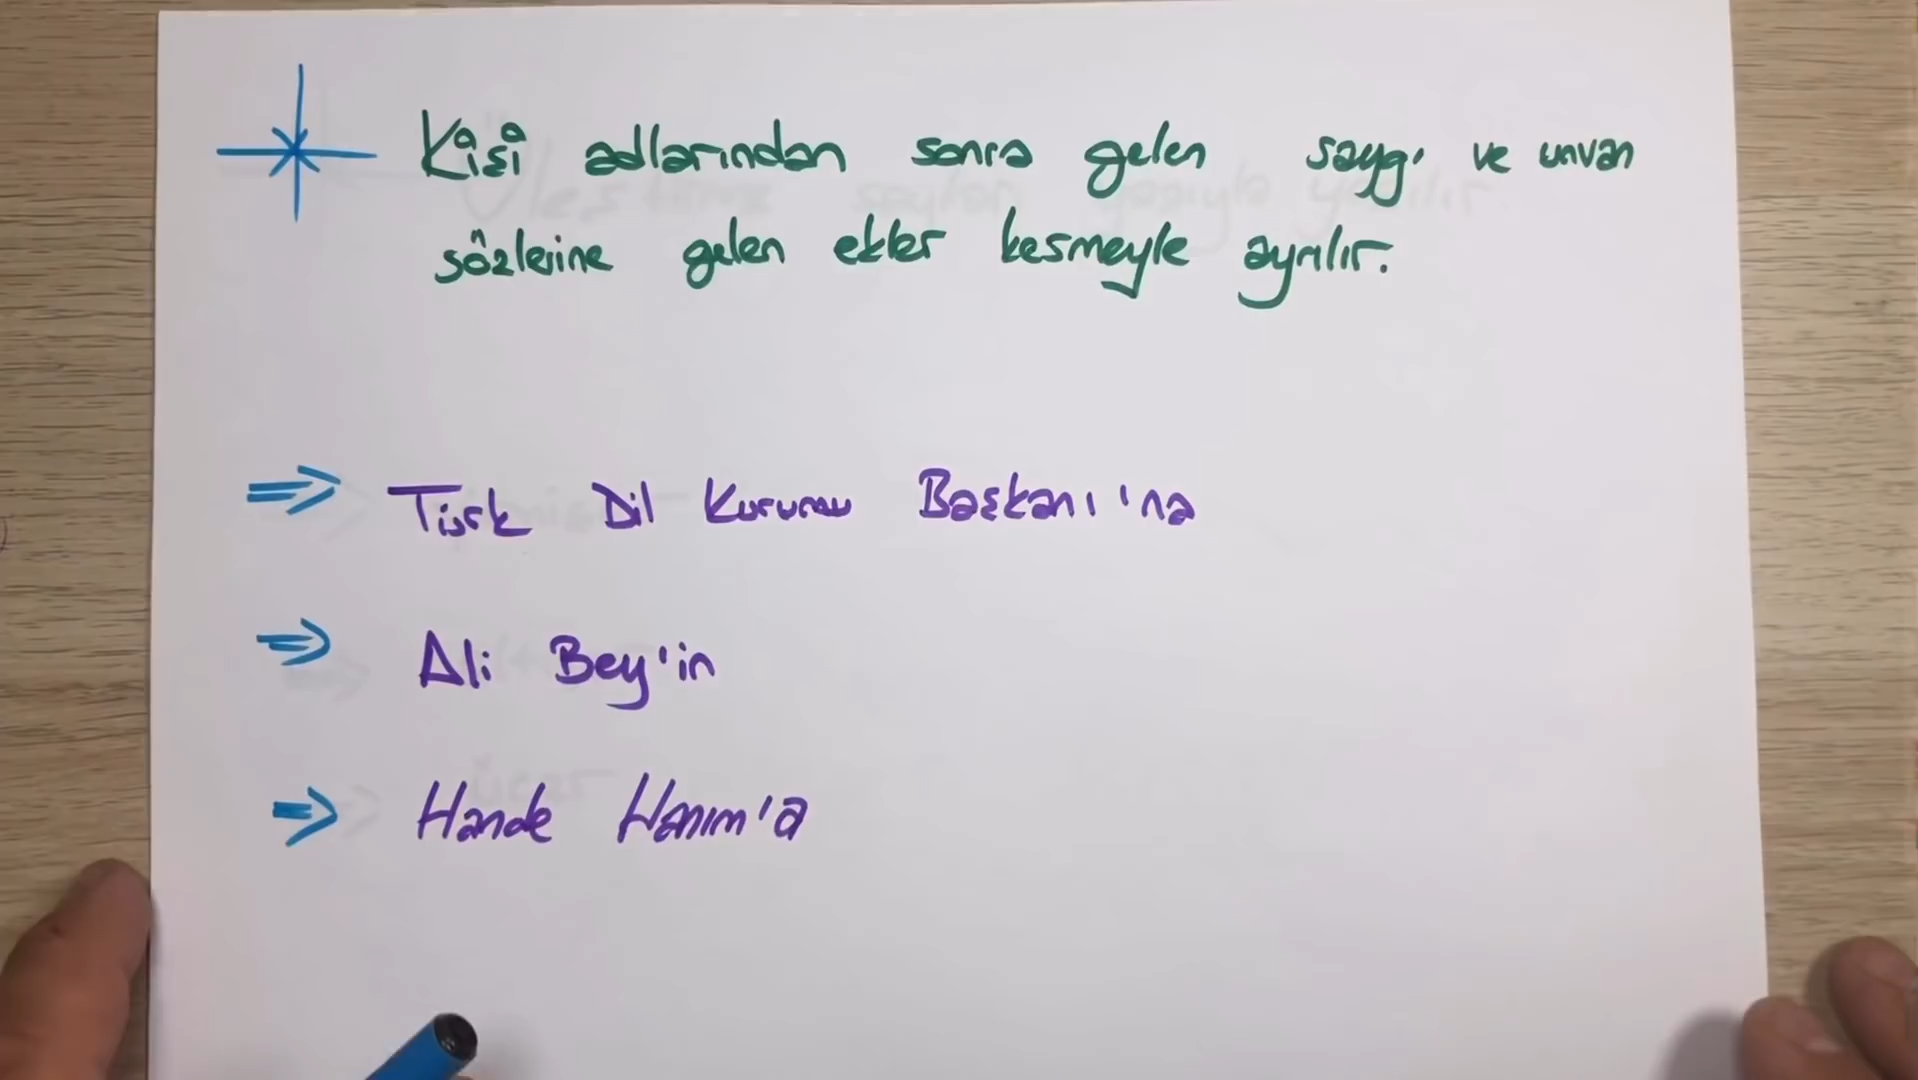 Kişi adlarından sonra gelen saygı ve unvan
sözlerine gelen ekler kesmeyle ayrılır.
Türk Dil Kurumu Başkanı'na
Ali Bey'in
Hande Hanım'a